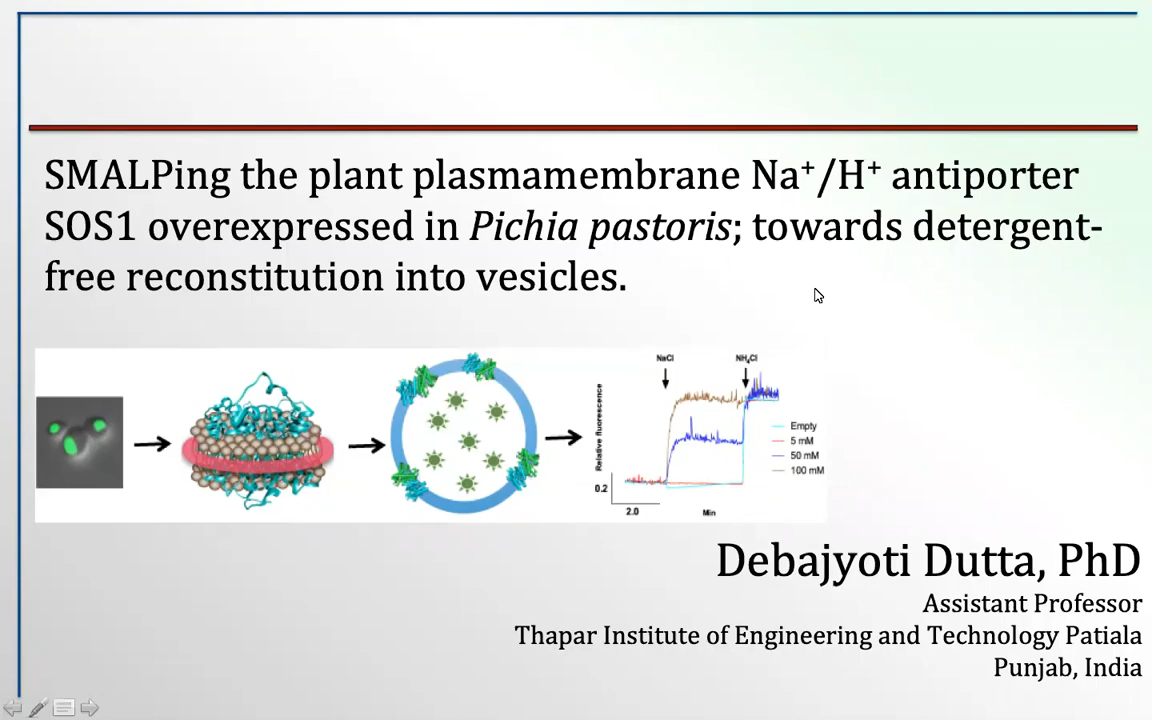 SMALPing the plant plasmamembrane Na⁺/H⁺ antiporter
SOS1 overexpressed in Pichia pastoris; towards detergent-
free reconstitution into vesicles.
NaCl
NH₄Cl
Relative fluorescence
Empty
5 mM
50 mM
100 mM
0.2
2.0
Min
Debajyoti Dutta, PhD
Assistant Professor
Thapar Institute of Engineering and Technology Patiala
Punjab, India